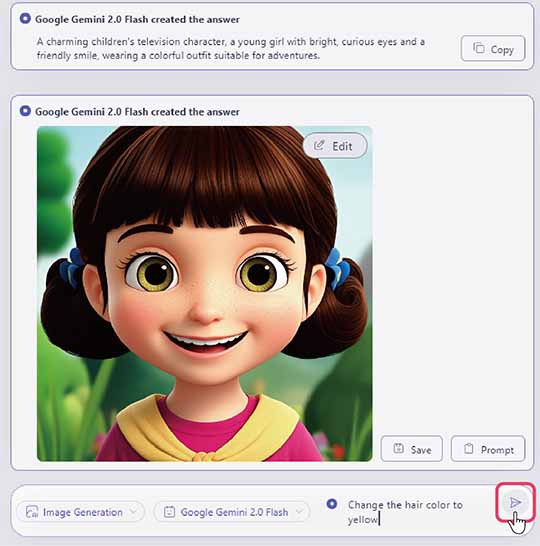 Google Gemini 2.0 Flash created the answer
A charming children's television character, a young girl with bright, curious eyes and a
friendly smile, wearing a colorful outfit suitable for adventures.
Copy
Google Gemini 2.0 Flash created the answer
Edit
Save
Prompt
Image Generation
Google Gemini 2.0 Flash
Change the hair color to
yellow